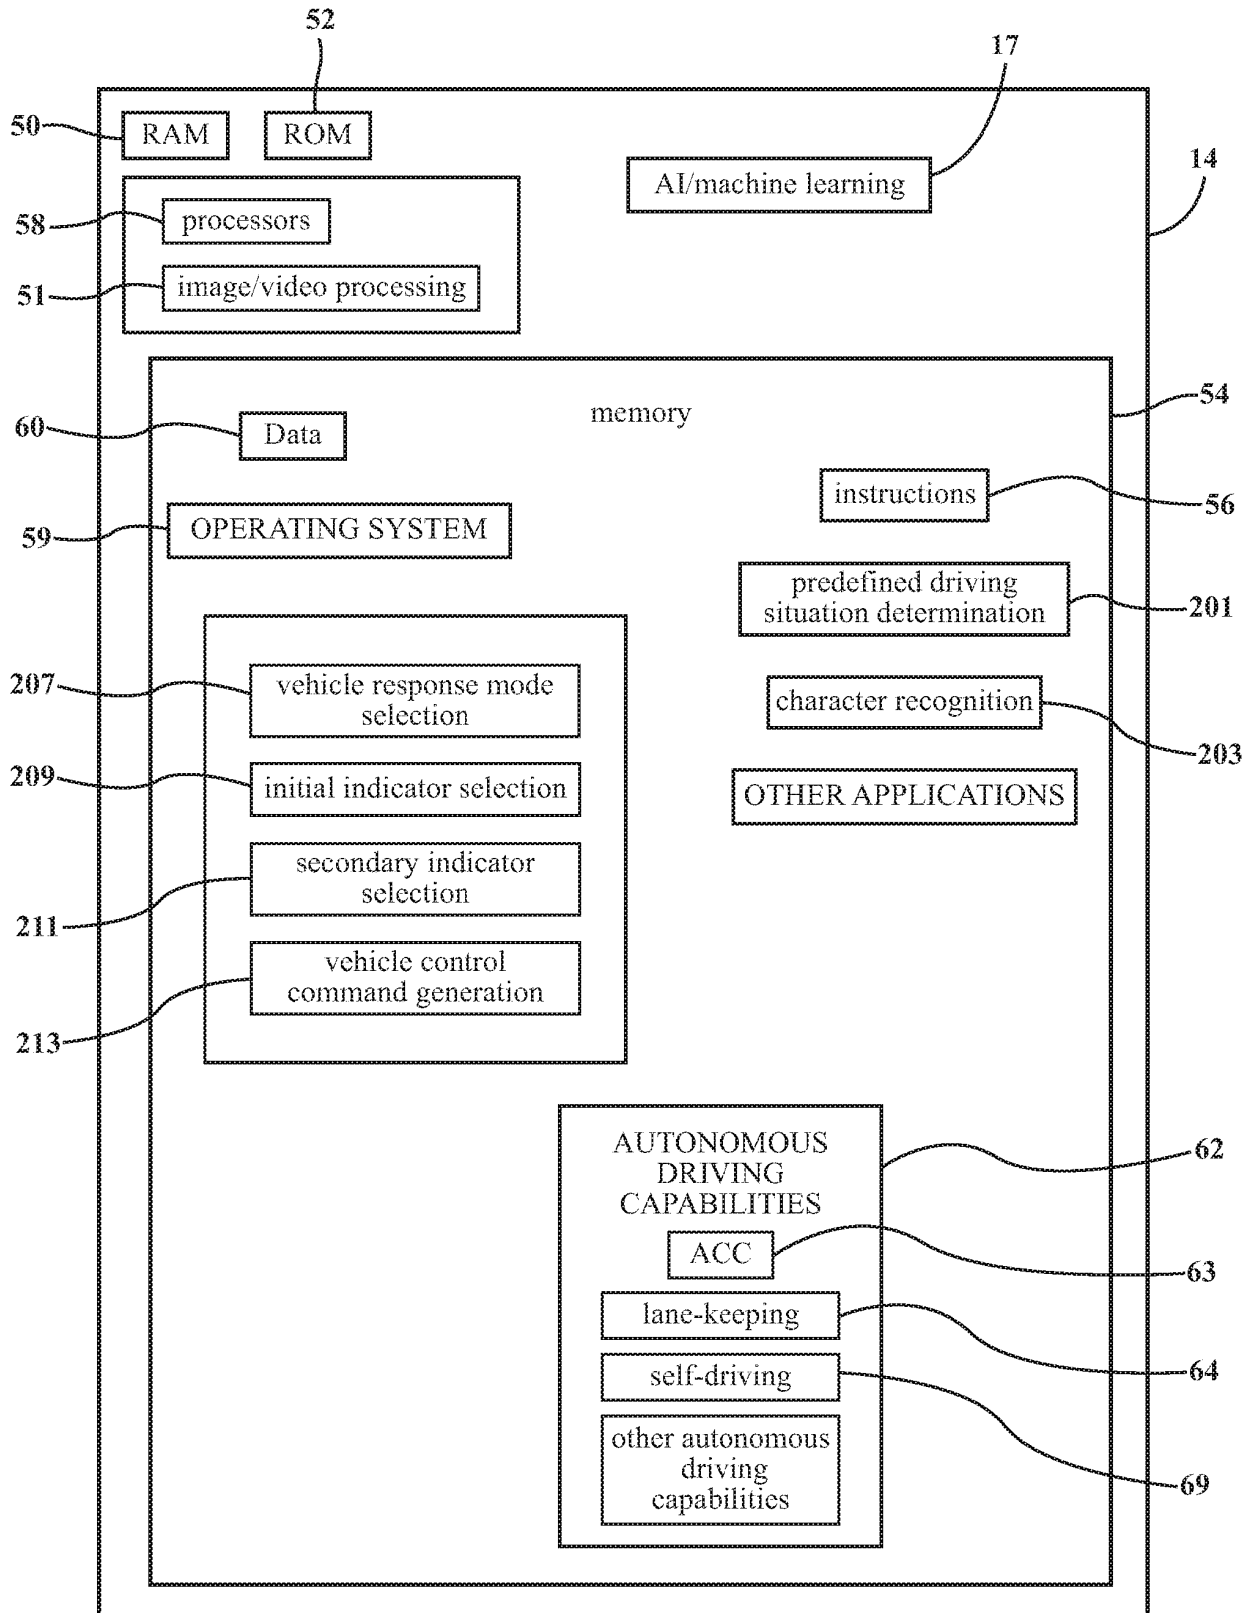 52
17
50
RAM
ROM
14
AI/machine learning
58
processors
51
image/video processing
54
memory
60
Data
instructions
56
59
OPERATING SYSTEM
predefined driving
situation determination
201
207
vehicle response mode
selection
character recognition
203
209
initial indicator selection
OTHER APPLICATIONS
secondary indicator
selection
211
vehicle control
command generation
213
AUTONOMOUS
DRIVING
CAPABILITIES
62
ACC
63
lane-keeping
64
self-driving
other autonomous
driving
capabilities
69